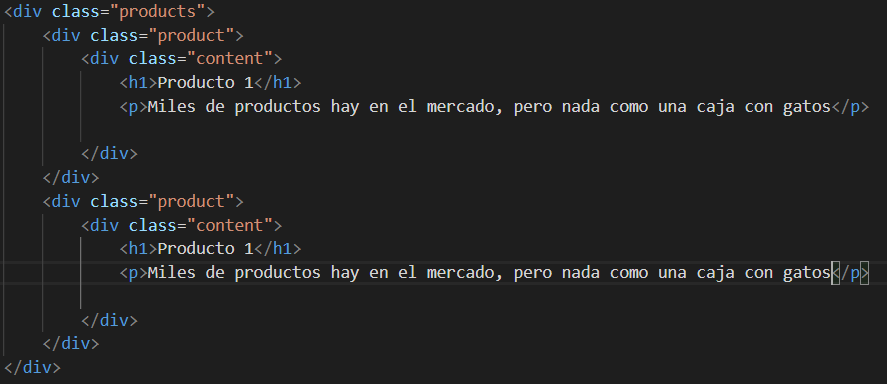 <div class="products">
<div class="product">
<div class="content">
<h1>Producto 1</h1>
<p>Miles de productos hay en el mercado, pero nada como una caja con gatos</p>
</div>
</div>
<div class="product">
<div class="content">
<h1>Producto 1</h1>
<p>Miles de productos hay en el mercado, pero nada como una caja con gatos</p>
</div>
</div>
</div>